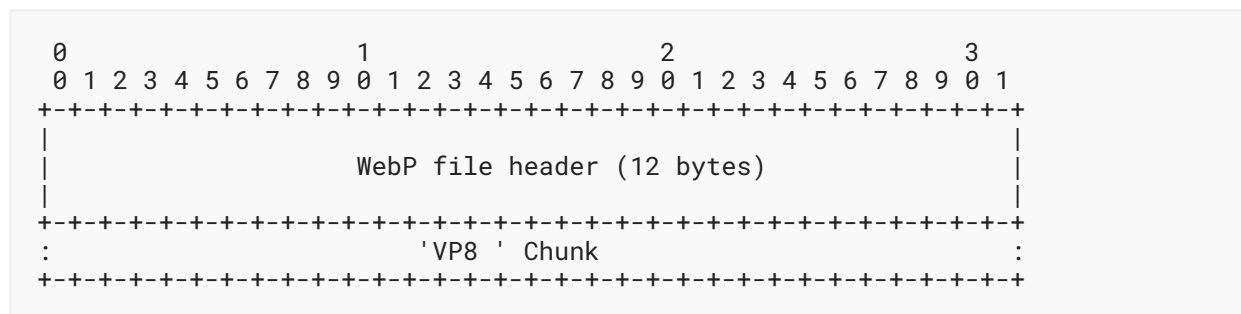 0                   1                   2                   3
 0 1 2 3 4 5 6 7 8 9 0 1 2 3 4 5 6 7 8 9 0 1 2 3 4 5 6 7 8 9 0 1
+-+-+-+-+-+-+-+-+-+-+-+-+-+-+-+-+-+-+-+-+-+-+-+-+-+-+-+-+-+-+-+-+
|                                                               |
|                    WebP file header (12 bytes)                |
|                                                               |
+-+-+-+-+-+-+-+-+-+-+-+-+-+-+-+-+-+-+-+-+-+-+-+-+-+-+-+-+-+-+-+-+
:                        'VP8 ' Chunk                           :
+-+-+-+-+-+-+-+-+-+-+-+-+-+-+-+-+-+-+-+-+-+-+-+-+-+-+-+-+-+-+-+-+